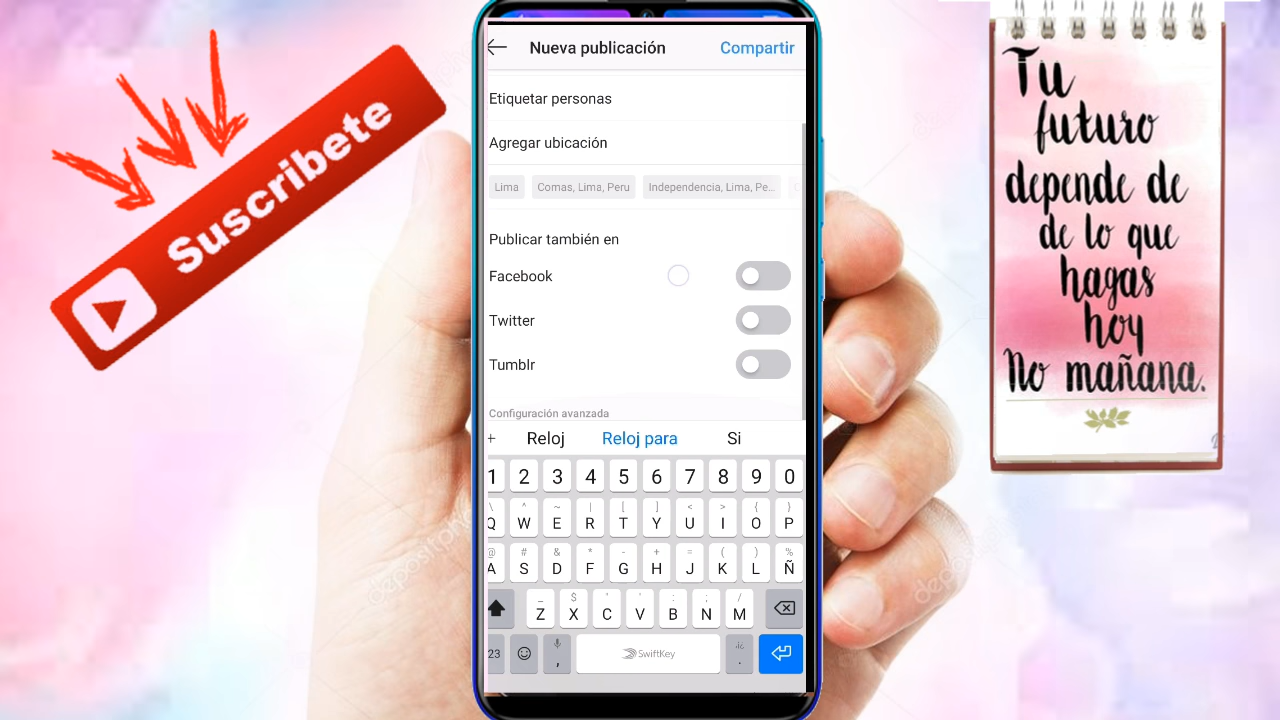 Suscribete
Nueva publicación
Compartir
Etiquetar personas
Agregar ubicación
Lima
Comas, Lima, Peru
Independencia, Lima, Pe...
Publicar también en
Facebook
Twitter
Tumblr
Configuración avanzada
+ Reloj Reloj para Si
1 2 3 4 5 6 7 8 9 0
\ ^ ~ | [ ] < > { }
Q W E R T Y U I O P
@ # & * - + = ( ) %
A S D F G H J K L Ñ
_ $ " ' : ; /
Z X C V B N M
23 , SwiftKey .
Tu
futuro
depende de
de lo que
hagas
hoy
No mañana.
depositpho